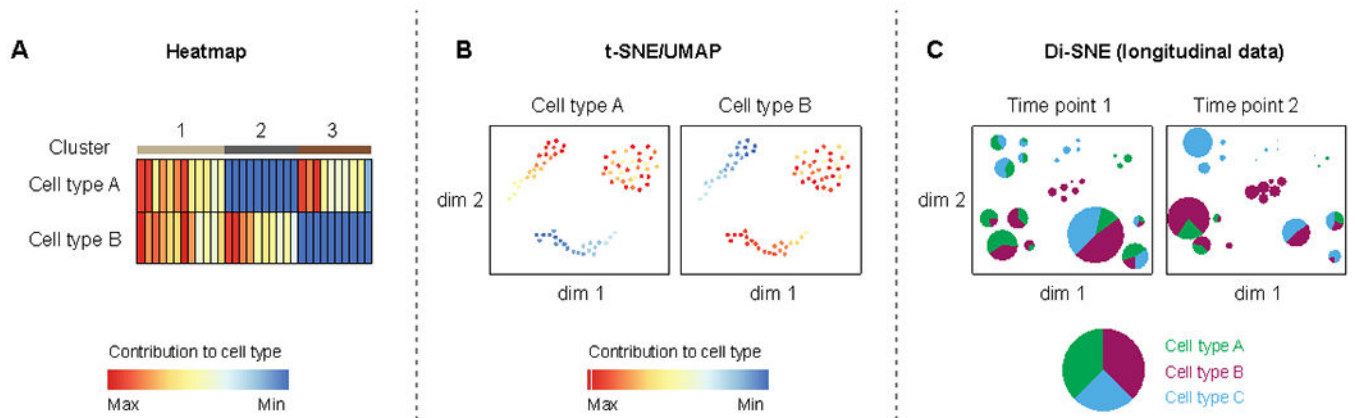 A
Heatmap
1
2
3
Cluster
Cell type A
Cell type B
Contribution to cell type
Max
Min
B
t-SNE/UMAP
Cell type A
Cell type B
dim 2
dim 1
dim 1
Contribution to cell type
Max
Min
C
Di-SNE (longitudinal data)
Time point 1
Time point 2
dim 2
dim 1
dim 1
Cell type A
Cell type B
Cell type C